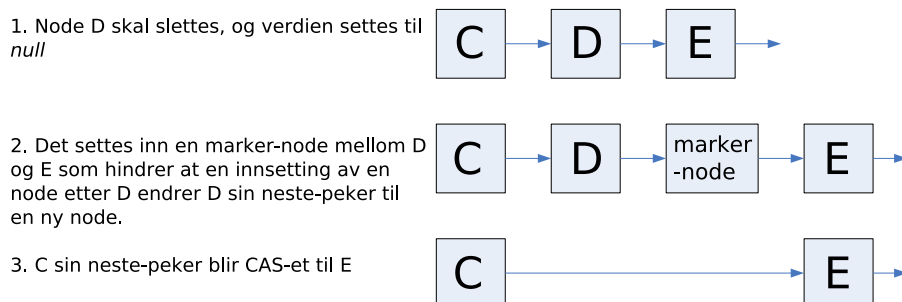 1. Node D skal slettes, og verdien settes til
null
C
D
E
2. Det settes inn en marker-node mellom D
og E som hindrer at en innsetting av en
node etter D endrer D sin neste-peker til
en ny node.
C
D
marker
-node
E
3. C sin neste-peker blir CAS-et til E
C
E